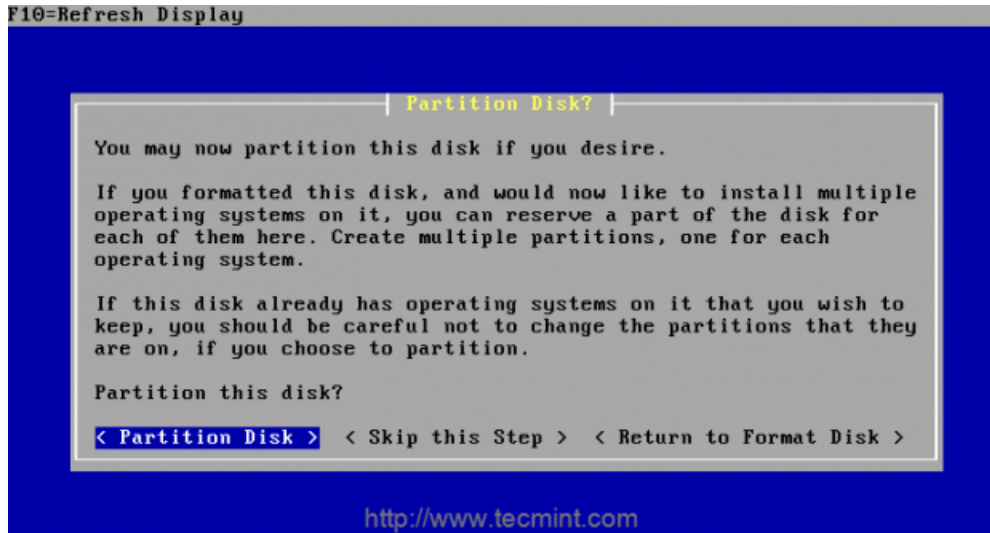 F10=Refresh Display
Partition Disk?
You may now partition this disk if you desire.
If you formatted this disk, and would now like to install multiple
operating systems on it, you can reserve a part of the disk for
each of them here. Create multiple partitions, one for each
operating system.
If this disk already has operating systems on it that you wish to
keep, you should be careful not to change the partitions that they
are on, if you choose to partition.
Partition this disk?
< Partition Disk > < Skip this Step > < Return to Format Disk >
http://www.tecmint.com